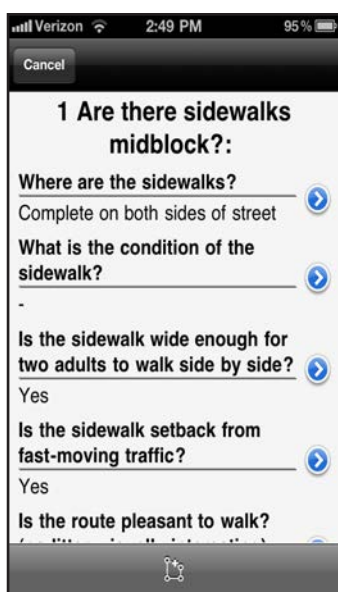 Verizon 2:49 PM 95%
Cancel
1 Are there sidewalks
midblock?:
Where are the sidewalks?
Complete on both sides of street
What is the condition of the
sidewalk?
-
Is the sidewalk wide enough for
two adults to walk side by side?
Yes
Is the sidewalk setback from
fast-moving traffic?
Yes
Is the route pleasant to walk?